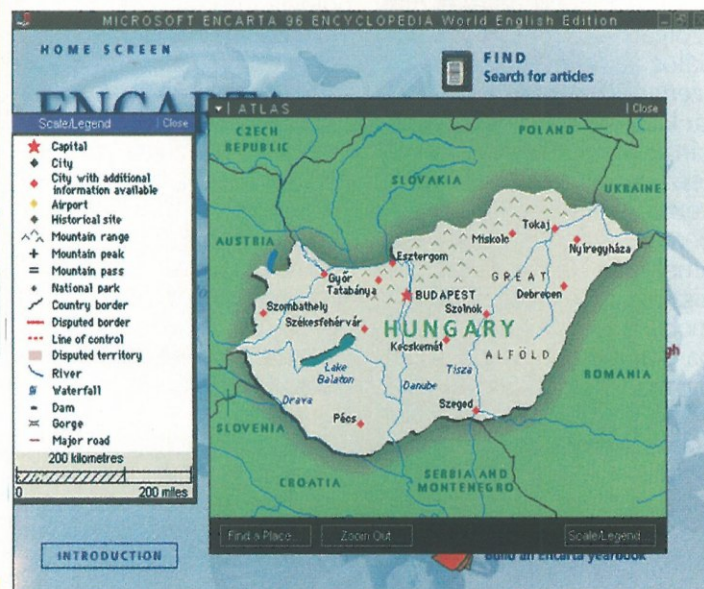 MICROSOFT ENCARTA 96 ENCYCLOPEDIA World English Edition
HOME SCREEN
ENCARTA
FIND
Search for articles
Scale/Legend
Close
Capital
City
City with additional
information available
Airport
Historical site
Mountain range
Mountain peak
Mountain pass
National park
Country border
Disputed border
Line of control
Disputed territory
River
Waterfall
Dam
Gorge
Major road
200 kilometres
0
200 miles
ATLAS
Close
CZECH
REPUBLIC
POLAND
SLOVAKIA
UKRAINE
AUSTRIA
Tokaj
Miskolc
Nyíregyháza
Esztergom
Győr
Tatabánya
GREAT
BUDAPEST
Debrecen
Szombathely
Szolnok
Székesfehérvár
HUNGARY
Kecskemét
ALFÖLD
Lake
Balaton
Tisza
Danube
ROMANIA
Drava
Szeged
Pécs
SLOVENIA
CROATIA
SERBIA AND
MONTENEGRO
Find a Place...
Zoom Out
Scale/Legend
INTRODUCTION
Build an Encarta yearbook